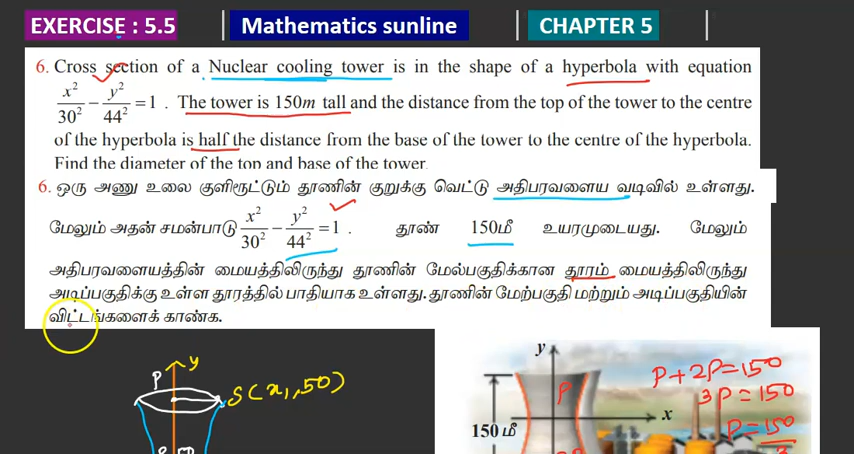 EXERCISE : 5.5 | Mathematics sunline | CHAPTER 5 |
6. Cross section of a Nuclear cooling tower is in the shape of a hyperbola with equation
x²/30² − y²/44² = 1 . The tower is 150m tall and the distance from the top of the tower to the centre
of the hyperbola is half the distance from the base of the tower to the centre of the hyperbola.
Find the diameter of the top and base of the tower.
6. ஒரு அணு உலை குளிரூட்டும் தூணின் குறுக்கு வெட்டு அதிபரவளைய வடிவில் உள்ளது.
மேலும் அதன் சமன்பாடு x²/30² − y²/44² = 1 . தூண் 150மீ உயரமுடையது. மேலும்
அதிபரவளையத்தின் மையத்திலிருந்து தூணின் மேல்பகுதிக்கான தூரம் மையத்திலிருந்து
அடிப்பகுதிக்கு உள்ள தூரத்தில் பாதியாக உள்ளது. தூணின் மேற்பகுதி மற்றும் அடிப்பகுதியின்
விட்டங்களைக் காண்க.
y
P
S(x₁,50)
y
P
x
150 மீ
P+2P=150
3P=150
P=150/3